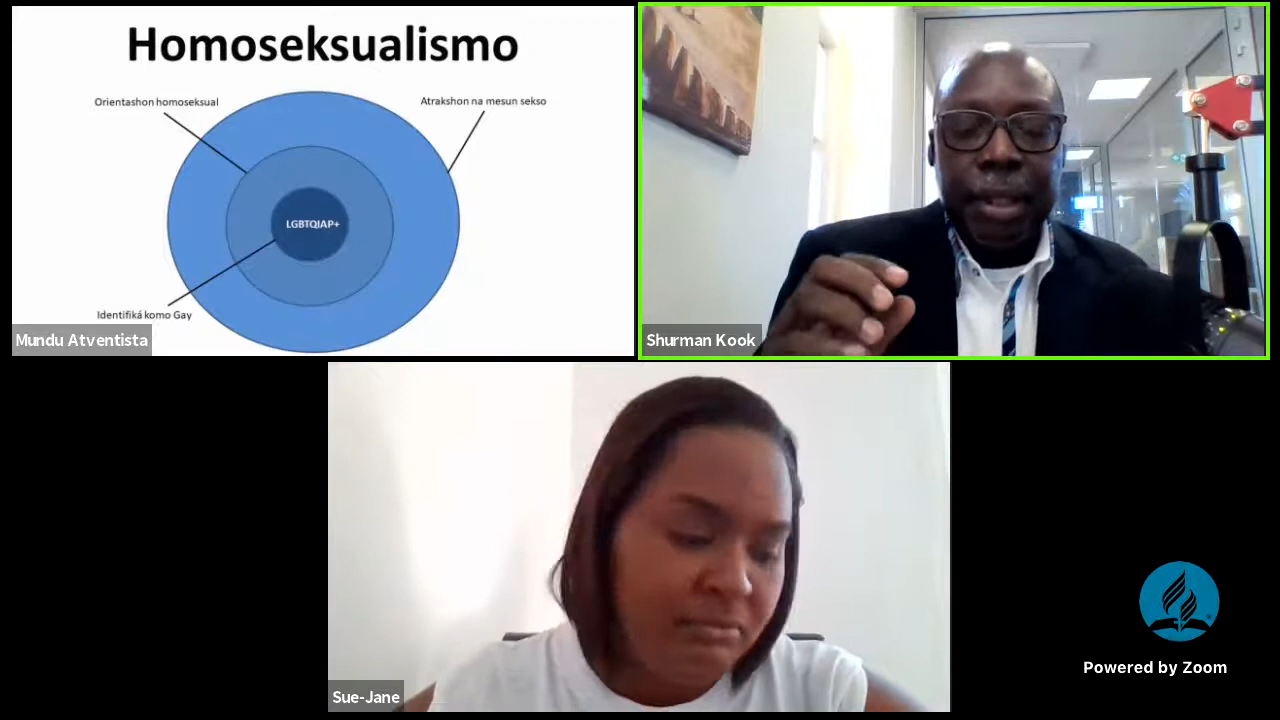 Homoseksualismo
Orientashon homoseksual
Atrakshon na mesun sekso
LGBTQIAP+
Identifiká komo Gay
Mundu Atventista
Shurman Kook
Sue-Jane
Powered by Zoom